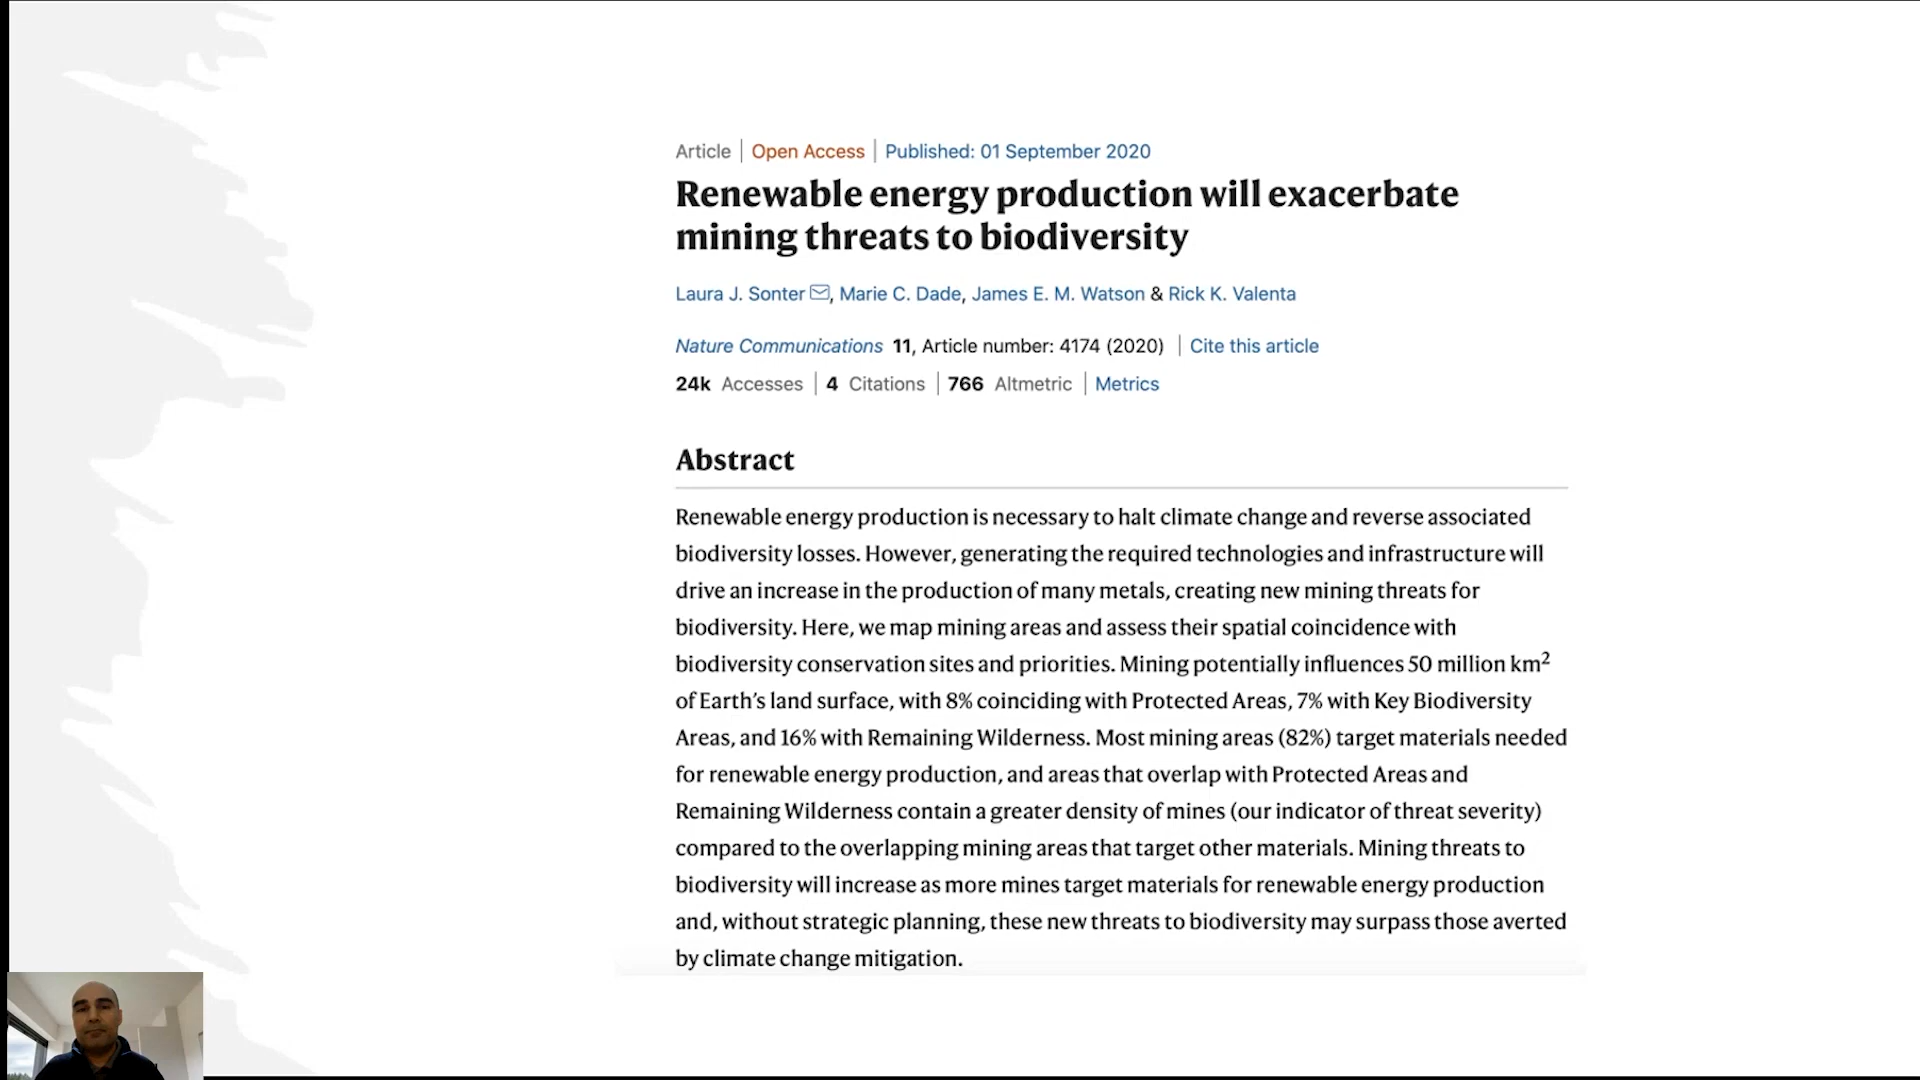 Article | Open Access | Published: 01 September 2020
Renewable energy production will exacerbate
mining threats to biodiversity
Laura J. Sonter, Marie C. Dade, James E. M. Watson & Rick K. Valenta
Nature Communications 11, Article number: 4174 (2020) | Cite this article
24k Accesses | 4 Citations | 766 Altmetric | Metrics
Abstract
Renewable energy production is necessary to halt climate change and reverse associated
biodiversity losses. However, generating the required technologies and infrastructure will
drive an increase in the production of many metals, creating new mining threats for
biodiversity. Here, we map mining areas and assess their spatial coincidence with
biodiversity conservation sites and priorities. Mining potentially influences 50 million km²
of Earth’s land surface, with 8% coinciding with Protected Areas, 7% with Key Biodiversity
Areas, and 16% with Remaining Wilderness. Most mining areas (82%) target materials needed
for renewable energy production, and areas that overlap with Protected Areas and
Remaining Wilderness contain a greater density of mines (our indicator of threat severity)
compared to the overlapping mining areas that target other materials. Mining threats to
biodiversity will increase as more mines target materials for renewable energy production
and, without strategic planning, these new threats to biodiversity may surpass those averted
by climate change mitigation.